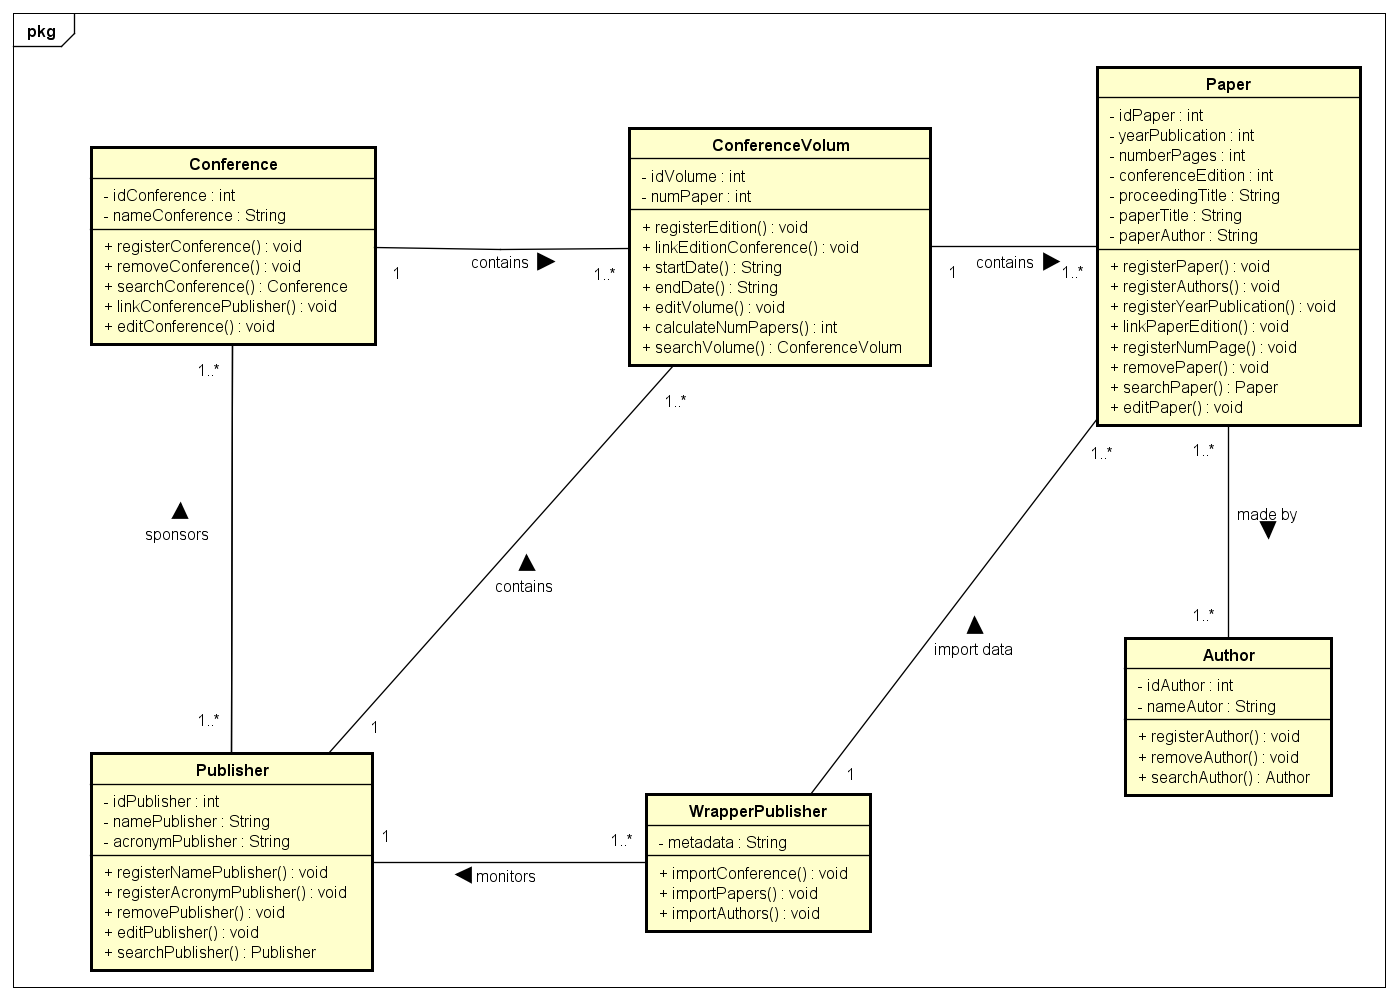 pkg
Conference
- idConference : int
- nameConference : String
+ registerConference() : void
+ removeConference() : void
+ searchConference() : Conference
+ linkConferencePublisher() : void
+ editConference() : void
1
contains
1..*
ConferenceVolum
- idVolume : int
- numPaper : int
+ registerEdition() : void
+ linkEditionConference() : void
+ startDate() : String
+ endDate() : String
+ editVolume() : void
+ calculateNumPapers() : int
+ searchVolume() : ConferenceVolum
1
contains
1..*
Paper
- idPaper : int
- yearPublication : int
- numberPages : int
- conferenceEdition : int
- proceedingTitle : String
- paperTitle : String
- paperAuthor : String
+ registerPaper() : void
+ registerAuthors() : void
+ registerYearPublication() : void
+ linkPaperEdition() : void
+ registerNumPage() : void
+ removePaper() : void
+ searchPaper() : Paper
+ editPaper() : void
1..*
sponsors
1..*
1..*
contains
1
1..*
import data
1
1..*
made by
1..*
Author
- idAuthor : int
- nameAutor : String
+ registerAuthor() : void
+ removeAuthor() : void
+ searchAuthor() : Author
Publisher
- idPublisher : int
- namePublisher : String
- acronymPublisher : String
+ registerNamePublisher() : void
+ registerAcronymPublisher() : void
+ removePublisher() : void
+ editPublisher() : void
+ searchPublisher() : Publisher
1
monitors
1..*
WrapperPublisher
- metadata : String
+ importConference() : void
+ importPapers() : void
+ importAuthors() : void